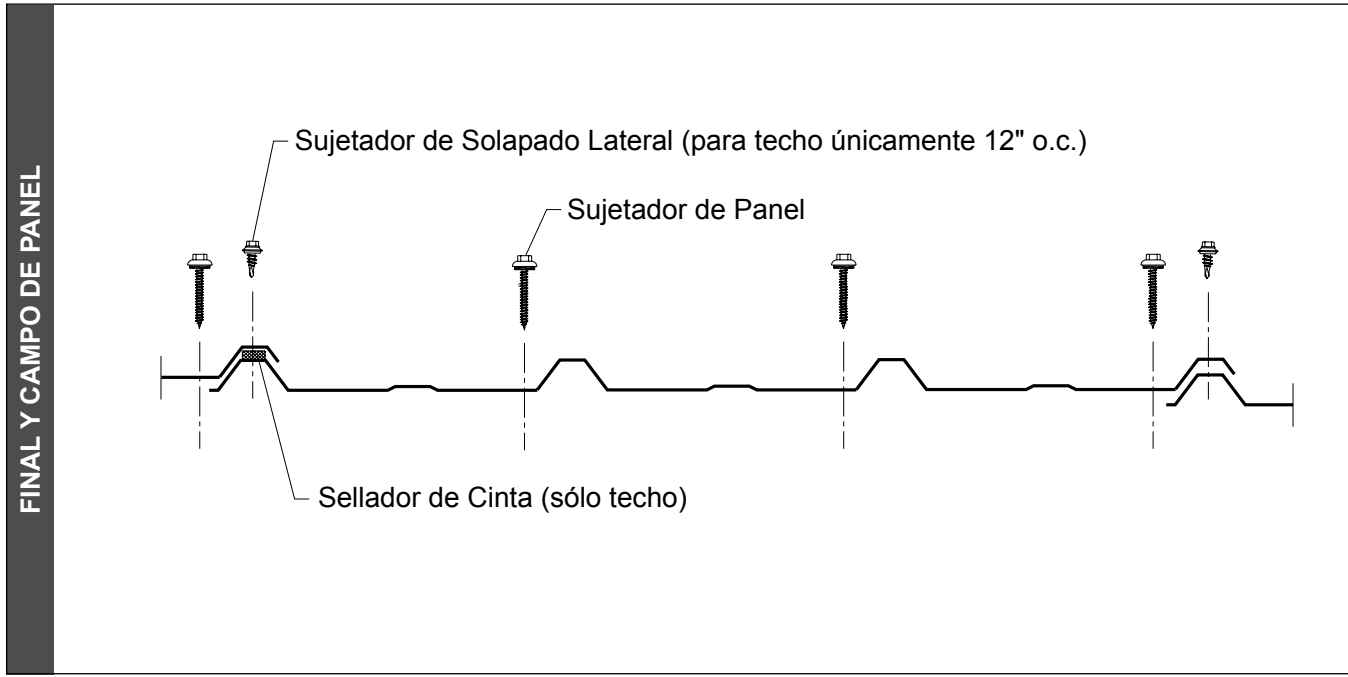 FINAL Y CAMPO DE PANEL
Sujetador de Solapado Lateral (para techo únicamente 12" o.c.)
Sujetador de Panel
Sellador de Cinta (sólo techo)